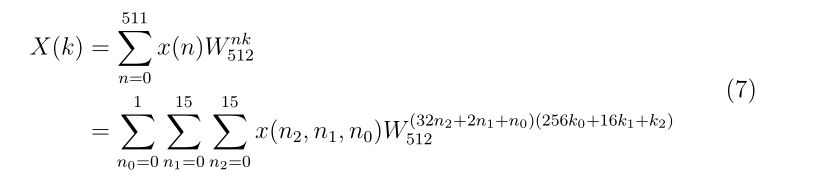 X(k) = \sum_{n=0}^{511} x(n) W_{512}^{nk}
= \sum_{n_0=0}^{1} \sum_{n_1=0}^{15} \sum_{n_2=0}^{15} x(n_2, n_1, n_0) W_{512}^{(32n_2+2n_1+n_0)(256k_0+16k_1+k_2)}
(7)